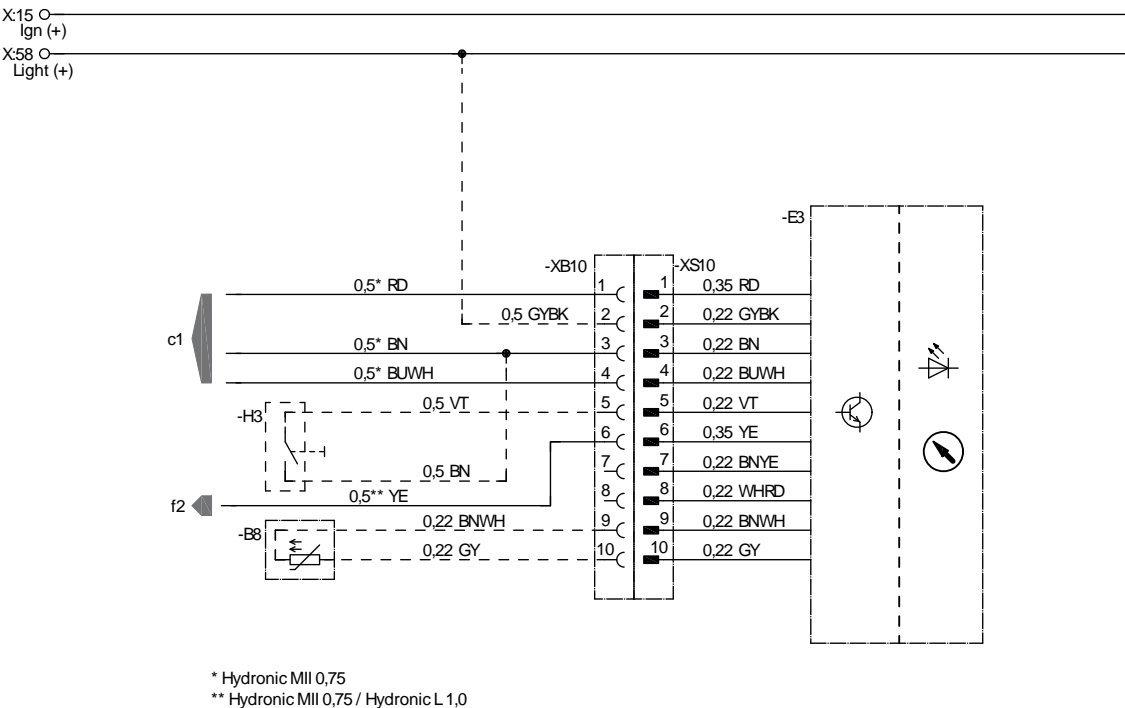 X:15
Ign (+)
X:58
Light (+)
-E3
-XB10
-XS10
0,5* RD
1
1
0,35 RD
0,5 GYBK
2
2
0,22 GYBK
c1
0,5* BN
3
3
0,22 BN
0,5* BUWH
4
4
0,22 BUWH
-H3
0,5 VT
5
5
0,22 VT
6
6
0,35 YE
0,5 BN
7
7
0,22 BNYE
f2
0,5** YE
8
8
0,22 WHRD
-B8
0,22 BNWH
9
9
0,22 BNWH
0,22 GY
10
10
0,22 GY
* Hydronic MII 0,75
** Hydronic MII 0,75 / Hydronic L 1,0